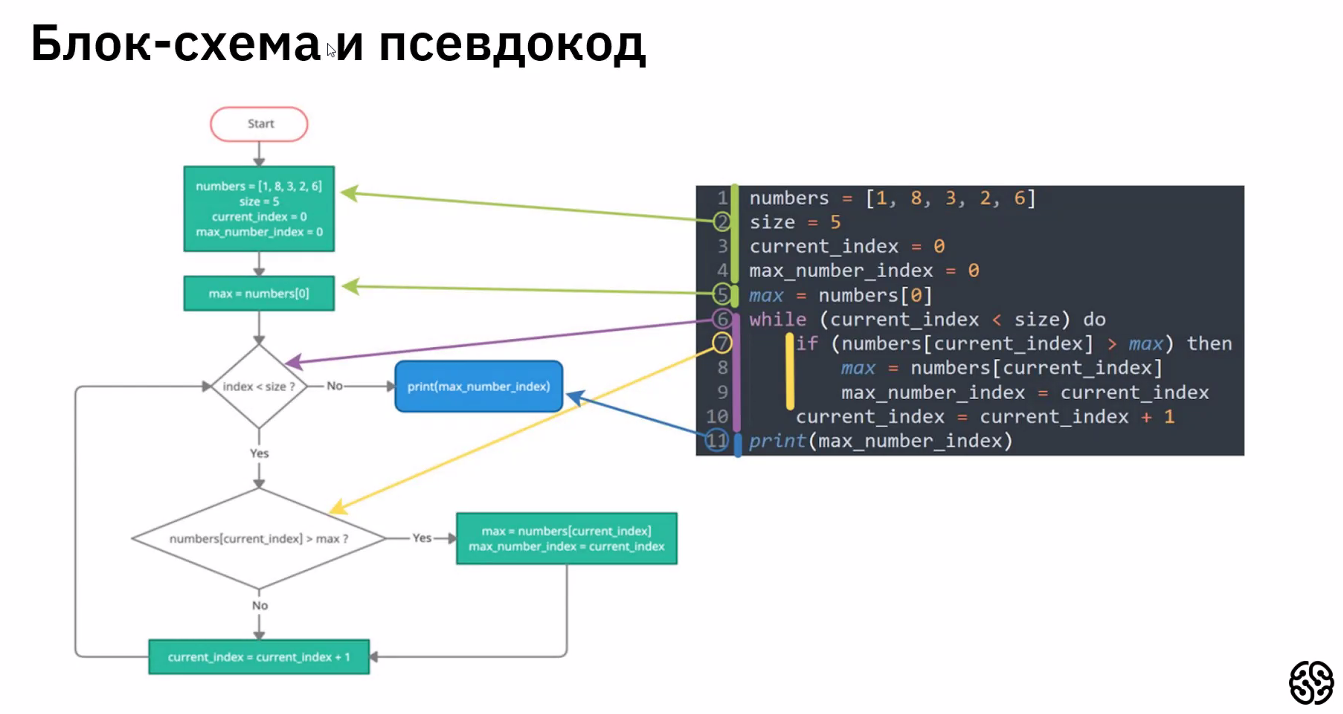 Блок-схема и псевдокод
Start
numbers = [1, 8, 3, 2, 6]
size = 5
current_index = 0
max_number_index = 0
max = numbers[0]
index < size ?
No
print(max_number_index)
Yes
numbers[current_index] > max ?
Yes
max = numbers[current_index]
max_number_index = current_index
No
current_index = current_index + 1
1 numbers = [1, 8, 3, 2, 6]
2 size = 5
3 current_index = 0
4 max_number_index = 0
5 max = numbers[0]
6 while (current_index < size) do
7 if (numbers[current_index] > max) then
8 max = numbers[current_index]
9 max_number_index = current_index
10 current_index = current_index + 1
11 print(max_number_index)